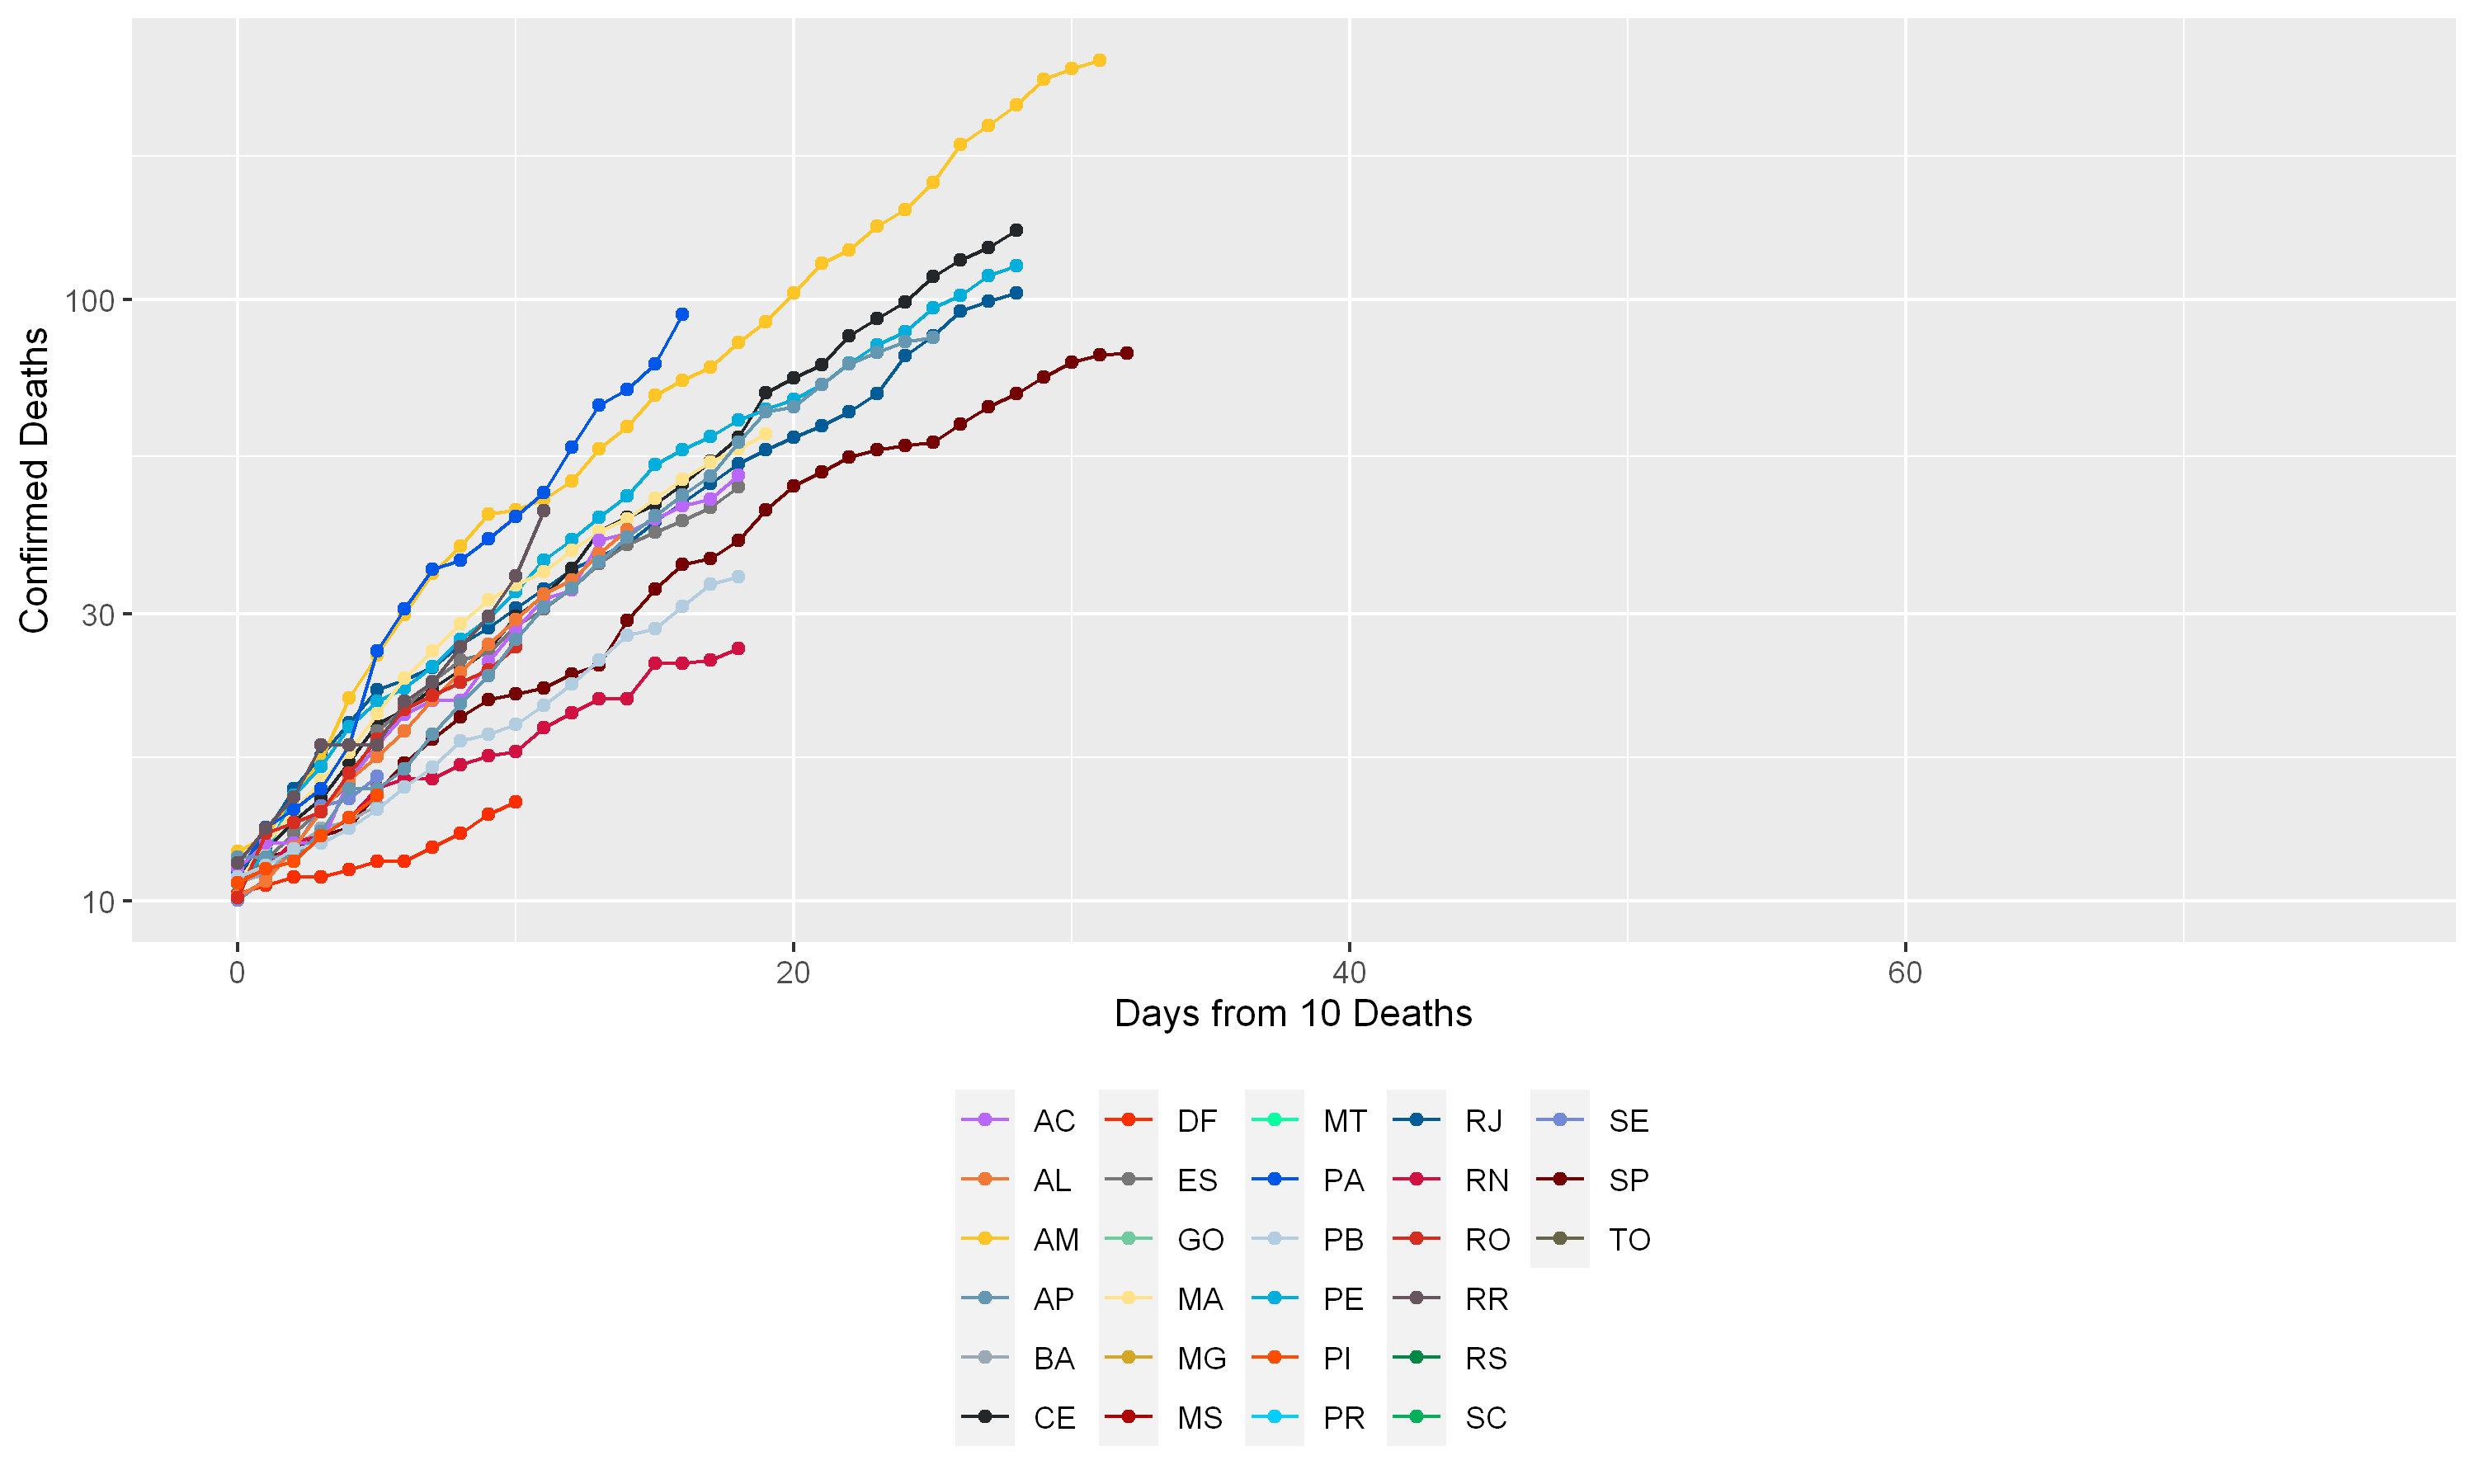 Confirmed Deaths
100
30
10
0 20 40 60
Days from 10 Deaths
AC DF MT RJ SE
AL ES PA RN SP
AM GO PB RO TO
AP MA PE RR
BA MG PI RS
CE MS PR SC